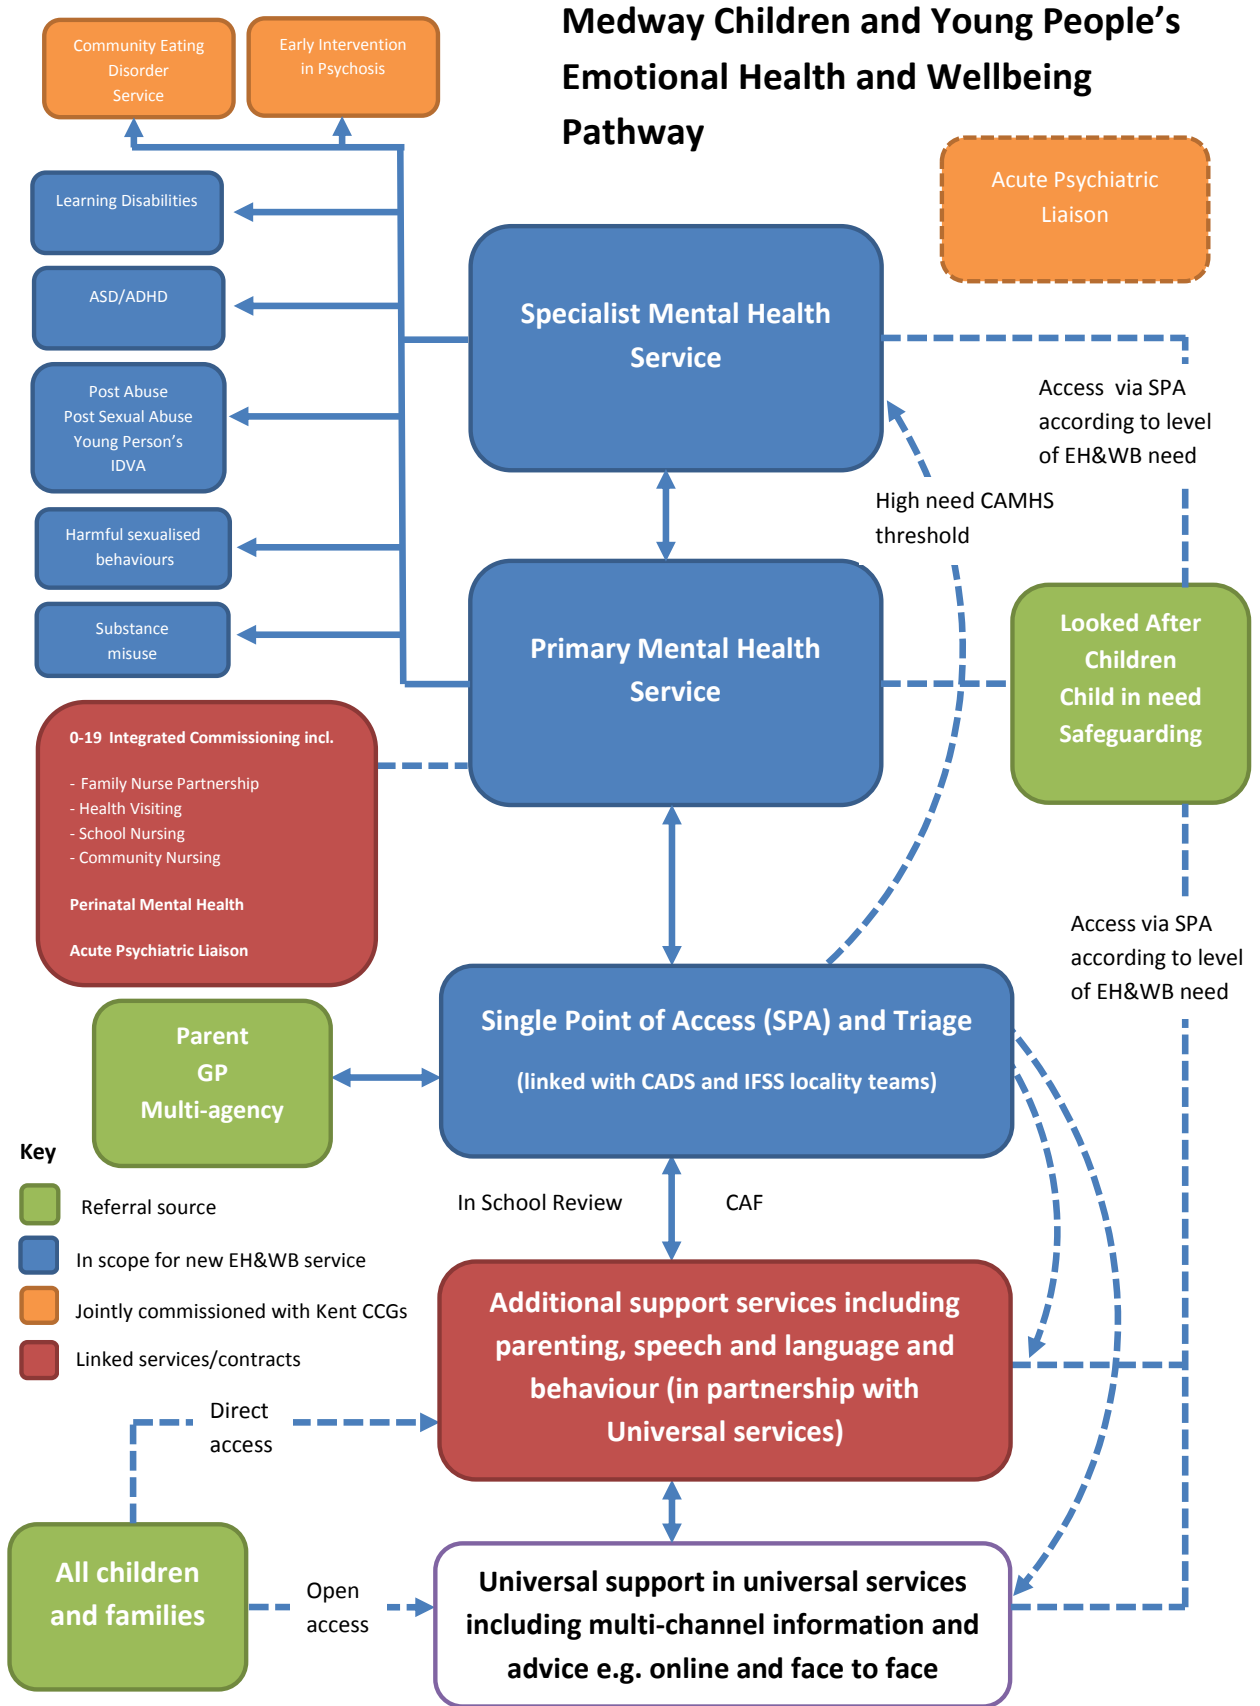 Medway Children and Young People’s
Emotional Health and Wellbeing
Pathway
Community Eating
Disorder
Service
Early Intervention
in Psychosis
Acute Psychiatric
Liaison
Learning Disabilities
ASD/ADHD
Post Abuse
Post Sexual Abuse
Young Person’s
IDVA
Harmful sexualised
behaviours
Substance
misuse
Specialist Mental Health
Service
Access via SPA
according to level
of EH&WB need
High need CAMHS
threshold
Primary Mental Health
Service
Looked After
Children
Child in need
Safeguarding
0-19 Integrated Commissioning incl.
- Family Nurse Partnership
- Health Visiting
- School Nursing
- Community Nursing
Perinatal Mental Health
Acute Psychiatric Liaison
Access via SPA
according to level
of EH&WB need
Single Point of Access (SPA) and Triage
(linked with CADS and IFSS locality teams)
Parent
GP
Multi-agency
Key
Referral source
In scope for new EH&WB service
Jointly commissioned with Kent CCGs
Linked services/contracts
In School Review
CAF
Additional support services including
parenting, speech and language and
behaviour (in partnership with
Universal services)
Direct
access
All children
and families
Open
access
Universal support in universal services
including multi-channel information and
advice e.g. online and face to face